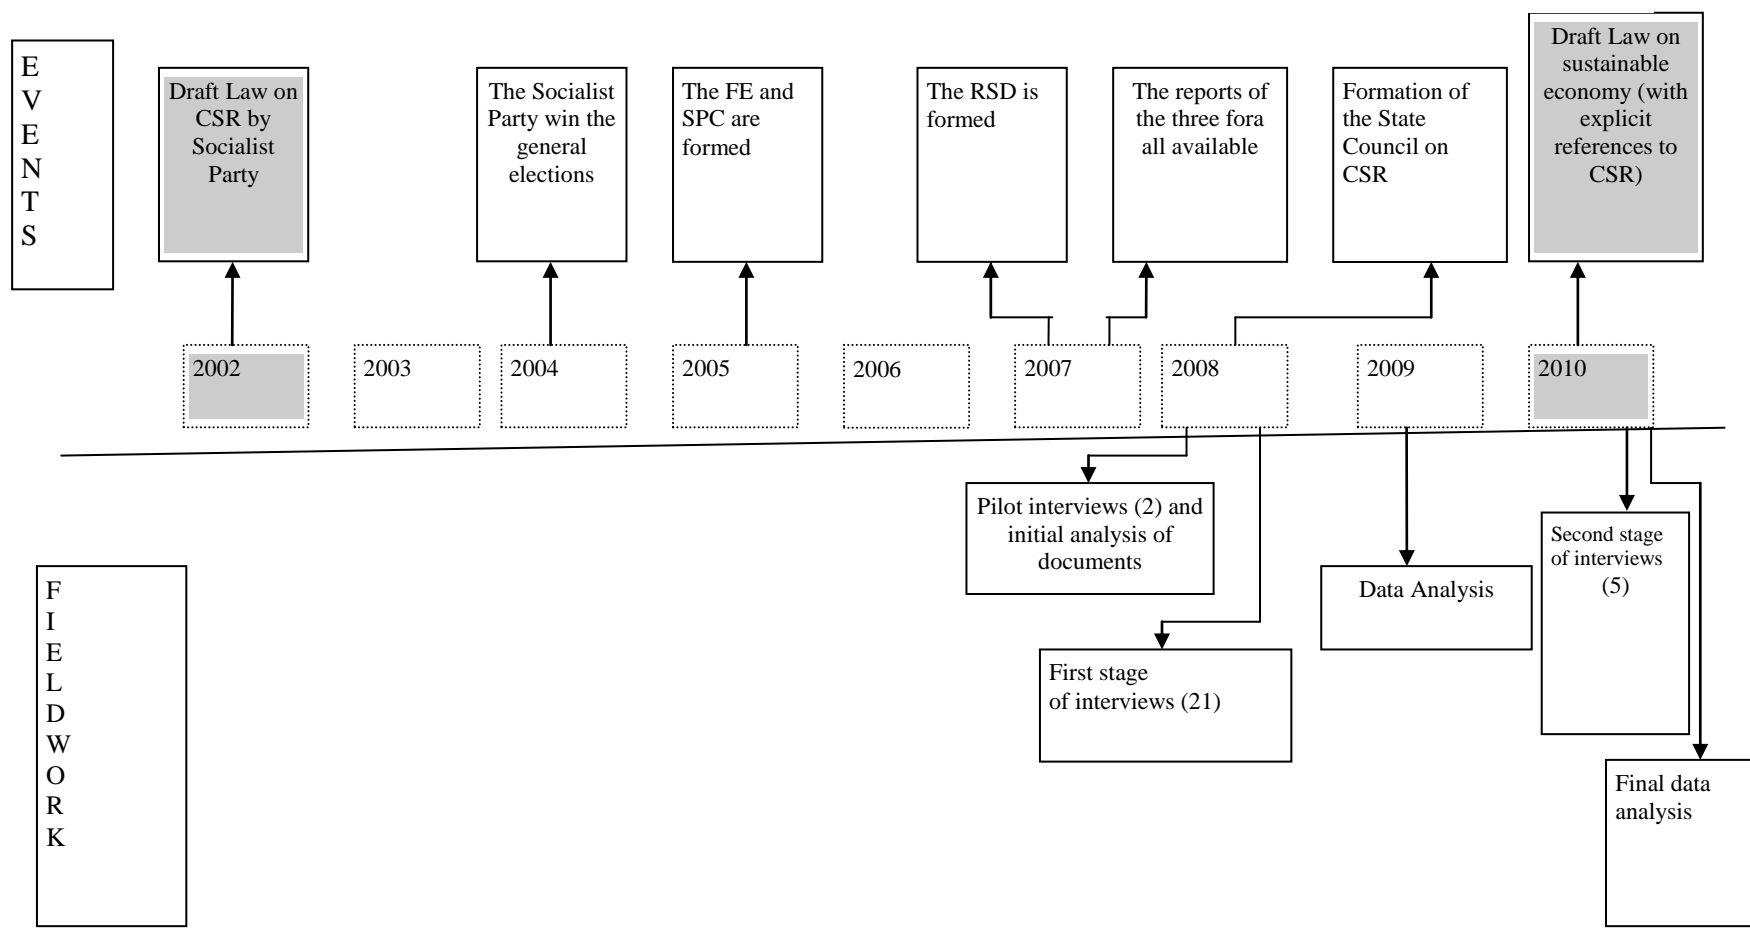 E
V
E
N
T
S
Draft Law on
CSR by
Socialist
Party
The Socialist
Party win the
general
elections
The FE and
SPC are
formed
The RSD is
formed
The reports of
the three fora
all available
Formation of
the State
Council on
CSR
Draft Law on
sustainable
economy (with
explicit
references to
CSR)
2002
2003
2004
2005
2006
2007
2008
2009
2010
F
I
E
L
D
W
O
R
K
Pilot interviews (2) and
initial analysis of
documents
First stage
of interviews (21)
Data Analysis
Second stage
of interviews
(5)
Final data
analysis